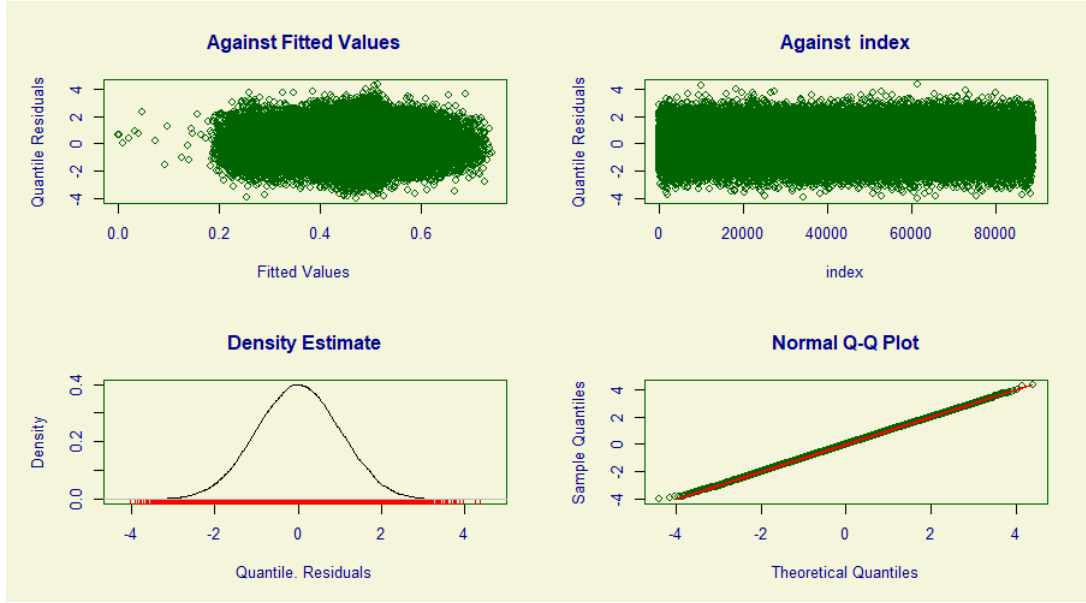 Against Fitted Values
Quantile Residuals
4
2
0
-2
-4
0.0 0.2 0.4 0.6
Fitted Values
Against index
Quantile Residuals
4
2
0
-2
-4
0 20000 40000 60000 80000
index
Density Estimate
Density
0.4
0.2
0.0
-4 -2 0 2 4
Quantile. Residuals
Normal Q-Q Plot
Sample Quantiles
4
2
0
-2
-4
-4 -2 0 2 4
Theoretical Quantiles